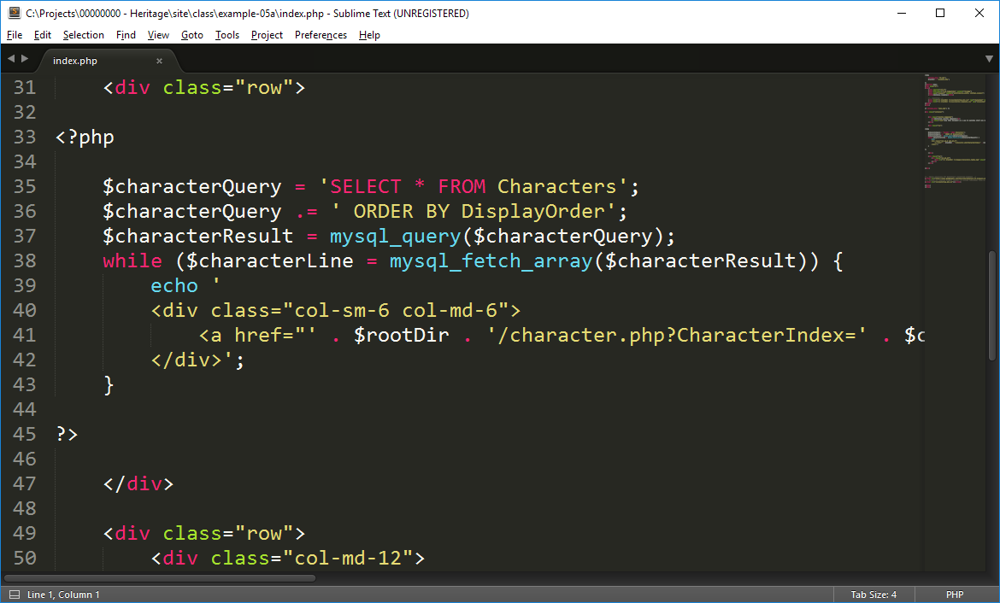 C:\Projects\00000000 - Heritage\site\class\example-05a\index.php - Sublime Text (UNREGISTERED)
File Edit Selection Find View Goto Tools Project Preferences Help
index.php ×
31     <div class="row">
32
33 <?php
34
35     $characterQuery = 'SELECT * FROM Characters';
36     $characterQuery .= ' ORDER BY DisplayOrder';
37     $characterResult = mysql_query($characterQuery);
38     while ($characterLine = mysql_fetch_array($characterResult)) {
39         echo '
40         <div class="col-sm-6 col-md-6">
41             <a href="' . $rootDir . '/character.php?CharacterIndex=' . $c
42         </div>';
43     }
44
45 ?>
46
47     </div>
48
49     <div class="row">
50         <div class="col-md-12">
Line 1, Column 1 Tab Size: 4 PHP